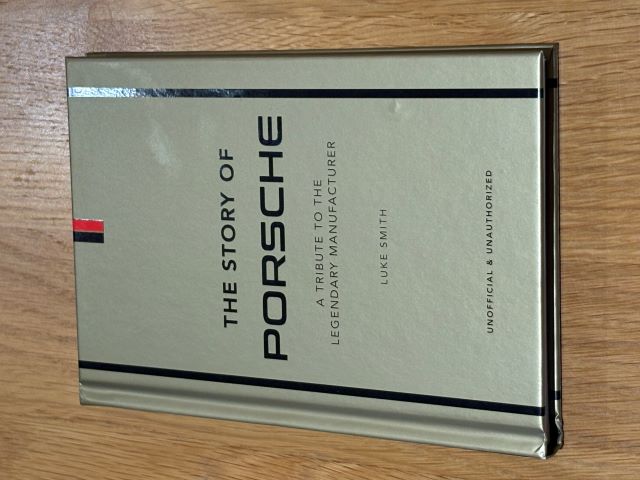 THE STORY OF
PORSCHE
A TRIBUTE TO THE
LEGENDARY MANUFACTURER
LUKE SMITH
UNOFFICIAL & UNAUTHORIZED